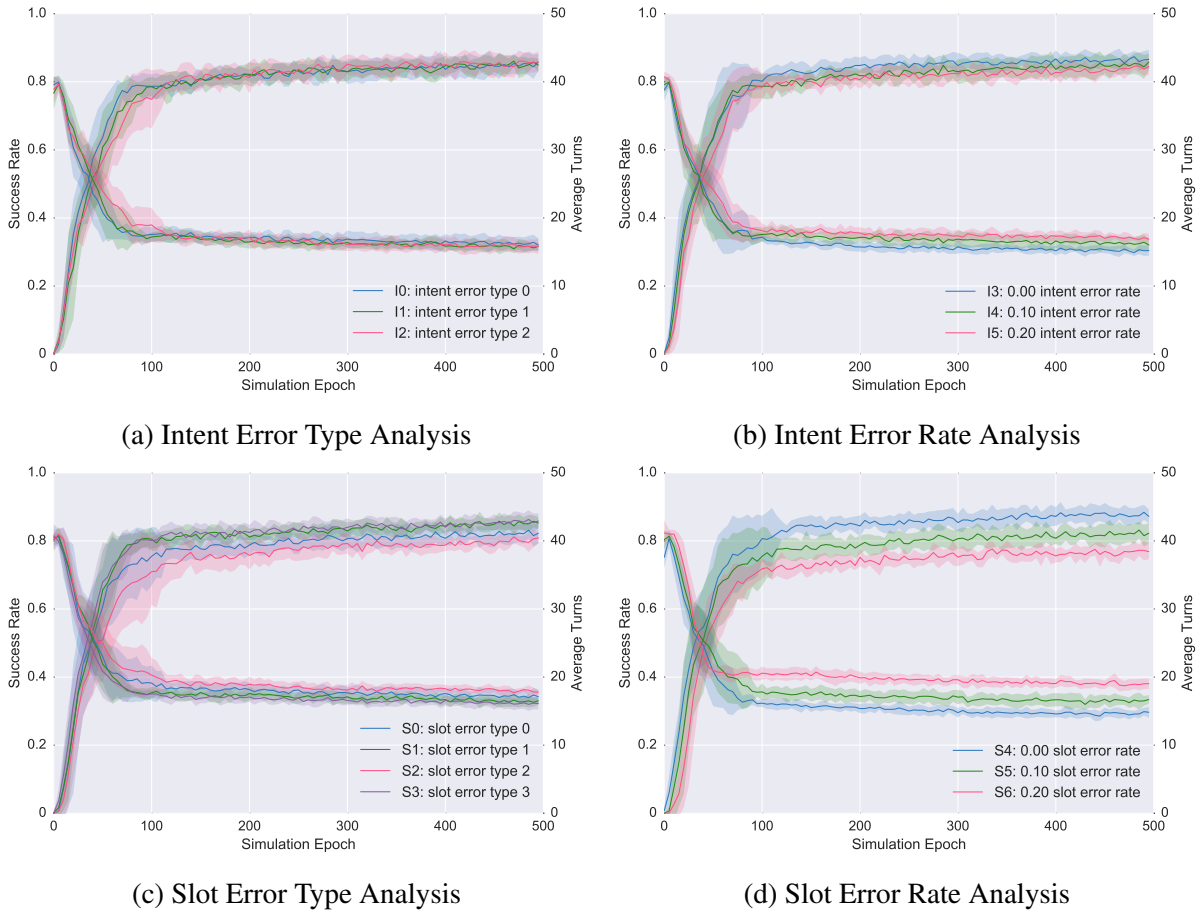 1.0
0.8
0.6
0.4
0.2
0
50
40
30
20
10
0
Success Rate
Average Turns
I0: intent error type 0
I1: intent error type 1
I2: intent error type 2
0 100 200 300 400 500
Simulation Epoch
(a) Intent Error Type Analysis
1.0
0.8
0.6
0.4
0.2
0
50
40
30
20
10
0
Success Rate
Average Turns
I3: 0.00 intent error rate
I4: 0.10 intent error rate
I5: 0.20 intent error rate
0 100 200 300 400 500
Simulation Epoch
(b) Intent Error Rate Analysis
1.0
0.8
0.6
0.4
0.2
0
50
40
30
20
10
0
Success Rate
Average Turns
S0: slot error type 0
S1: slot error type 1
S2: slot error type 2
S3: slot error type 3
0 100 200 300 400 500
Simulation Epoch
(c) Slot Error Type Analysis
1.0
0.8
0.6
0.4
0.2
0
50
40
30
20
10
0
Success Rate
Average Turns
S4: 0.00 slot error rate
S5: 0.10 slot error rate
S6: 0.20 slot error rate
0 100 200 300 400 500
Simulation Epoch
(d) Slot Error Rate Analysis